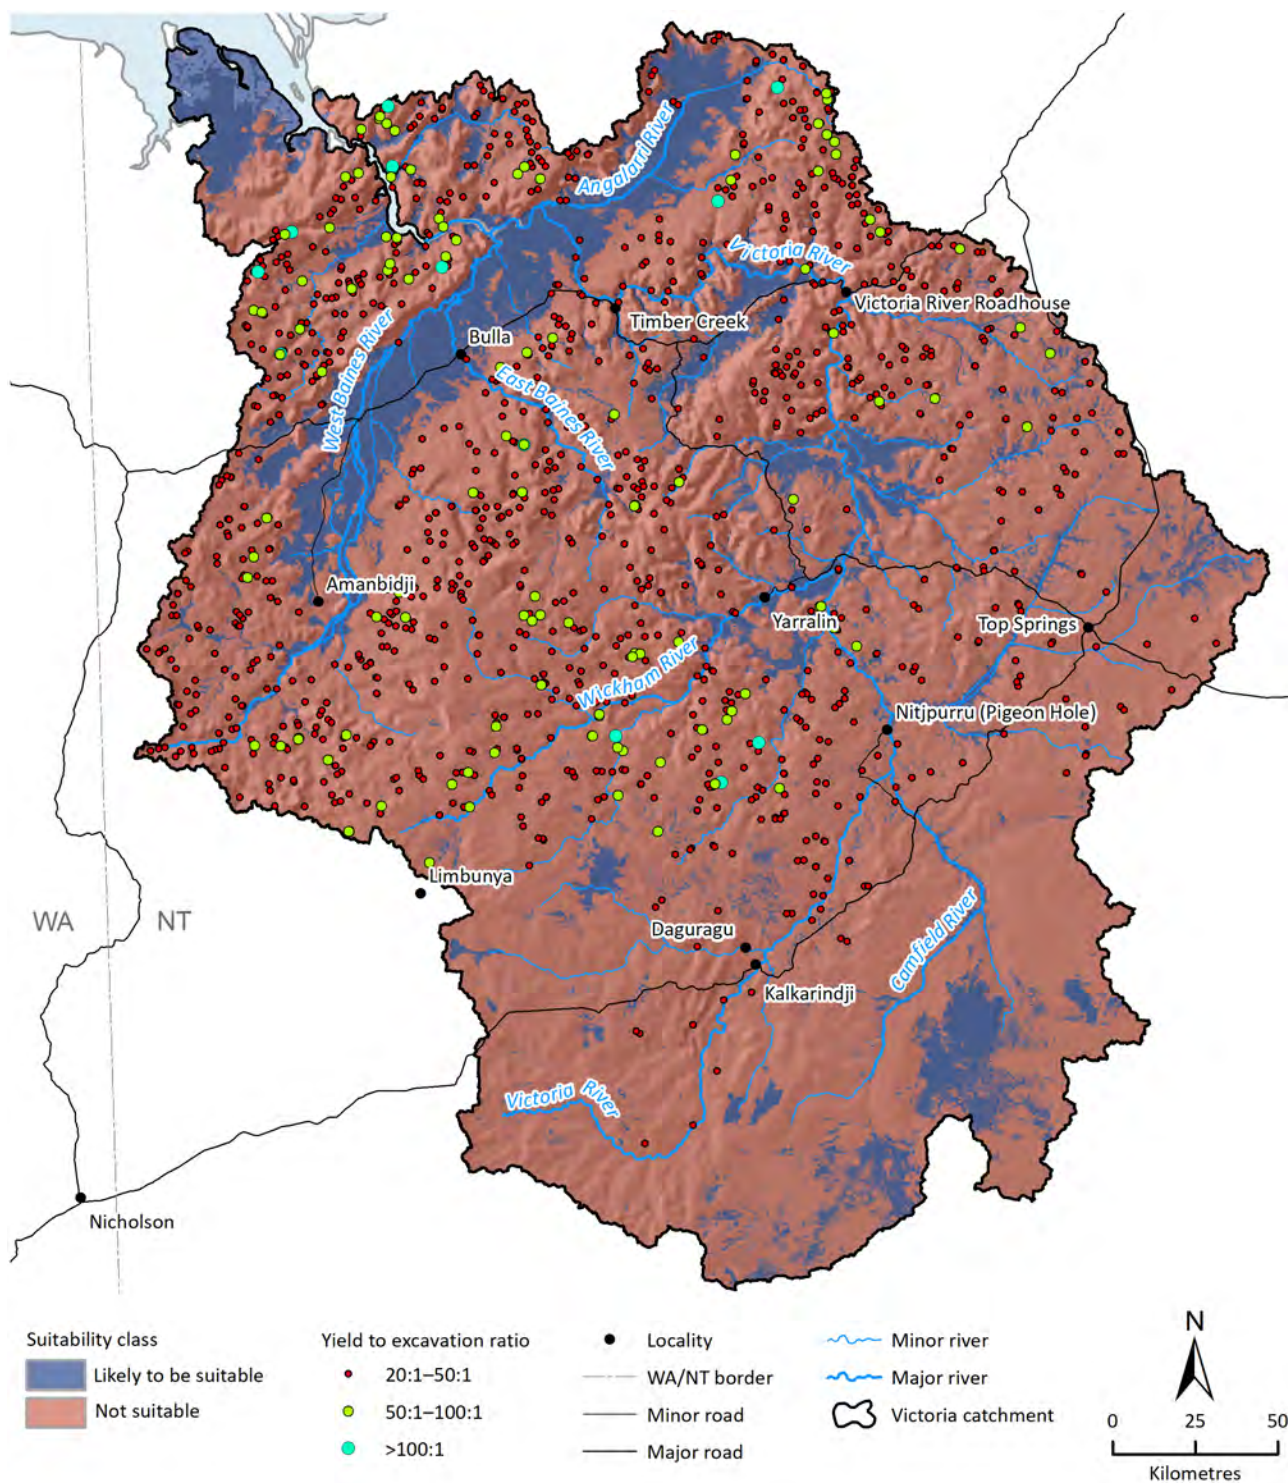 Angalarri River
Victoria River
Victoria River Roadhouse
Timber Creek
Bulla
West Baines River
East Baines River
Amanbidji
Yarralin
Top Springs
Wickham River
Nitjpurru (Pigeon Hole)
Limbunya
WA
NT
Daguragu
Camfield River
Kalkarindji
Victoria River
Nicholson
Suitability class
Likely to be suitable
Not suitable
Yield to excavation ratio
20:1–50:1
50:1–100:1
>100:1
Locality
WA/NT border
Minor road
Major road
Minor river
Major river
Victoria catchment
N
0 25 50
Kilometres